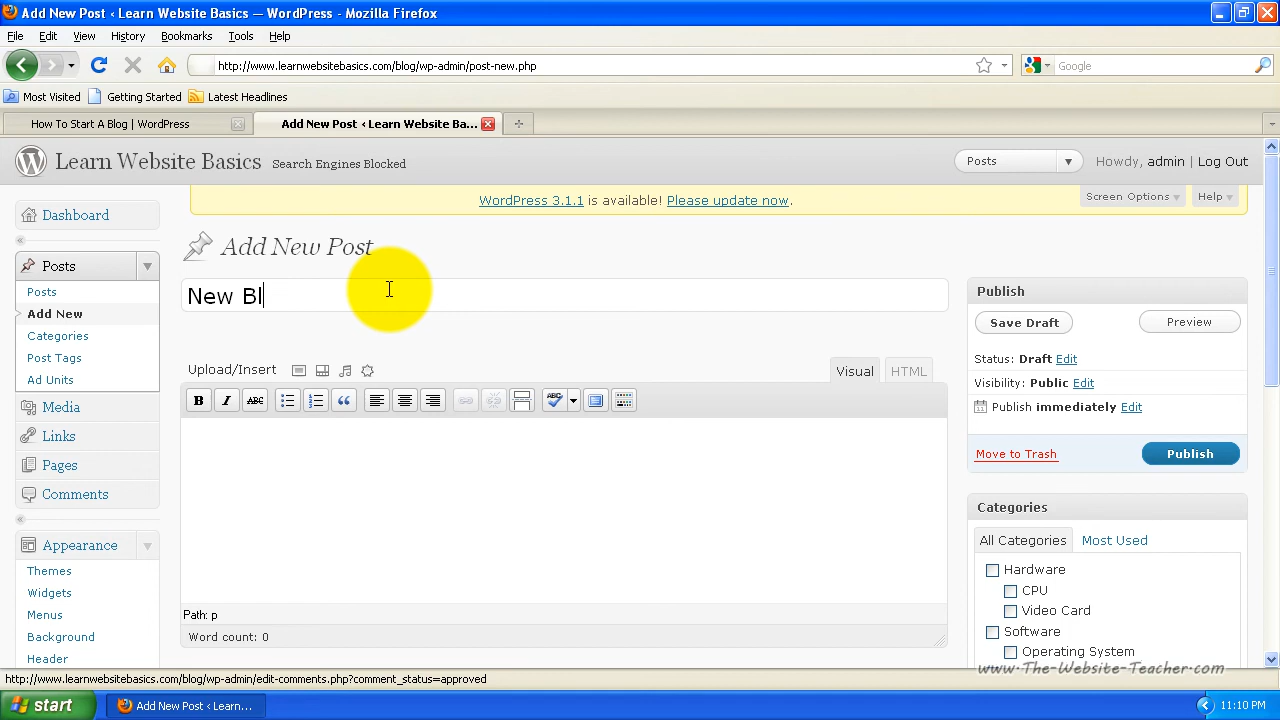 Add New Post ‹ Learn Website Basics — WordPress - Mozilla Firefox
File Edit View History Bookmarks Tools Help
http://www.learnwebsitebasics.com/blog/wp-admin/post-new.php Google
Most Visited Getting Started Latest Headlines
How To Start A Blog | WordPress Add New Post ‹ Learn Website Ba...
Learn Website Basics Search Engines Blocked Posts Howdy, admin | Log Out
WordPress 3.1.1 is available! Please update now. Screen Options Help
Dashboard
Add New Post
Posts
Posts
Add New
Categories
Post Tags
Ad Units
Media
Links
Pages
Comments
Appearance
Themes
Widgets
Menus
Background
Header
New Bl
Upload/Insert Visual HTML
B I ABC ABC
Path: p
Word count: 0
Publish
Save Draft Preview
Status: Draft Edit
Visibility: Public Edit
Publish immediately Edit
Move to Trash Publish
Categories
All Categories Most Used
Hardware
CPU
Video Card
Software
Operating System
www.The-Website-Teacher.com
http://www.learnwebsitebasics.com/blog/wp-admin/edit-comments.php?comment_status=approved
start Add New Post ‹ Learn... 11:10 PM